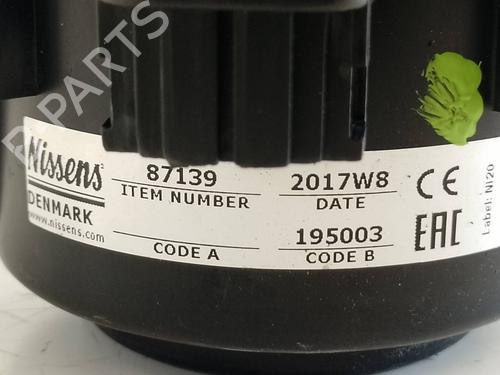 B-PARTS
Nissens
DENMARK
www.nissens.com
87139
ITEM NUMBER
CODE A
2017W8
DATE
195003
CODE B
CE
EAC
Label: NI20